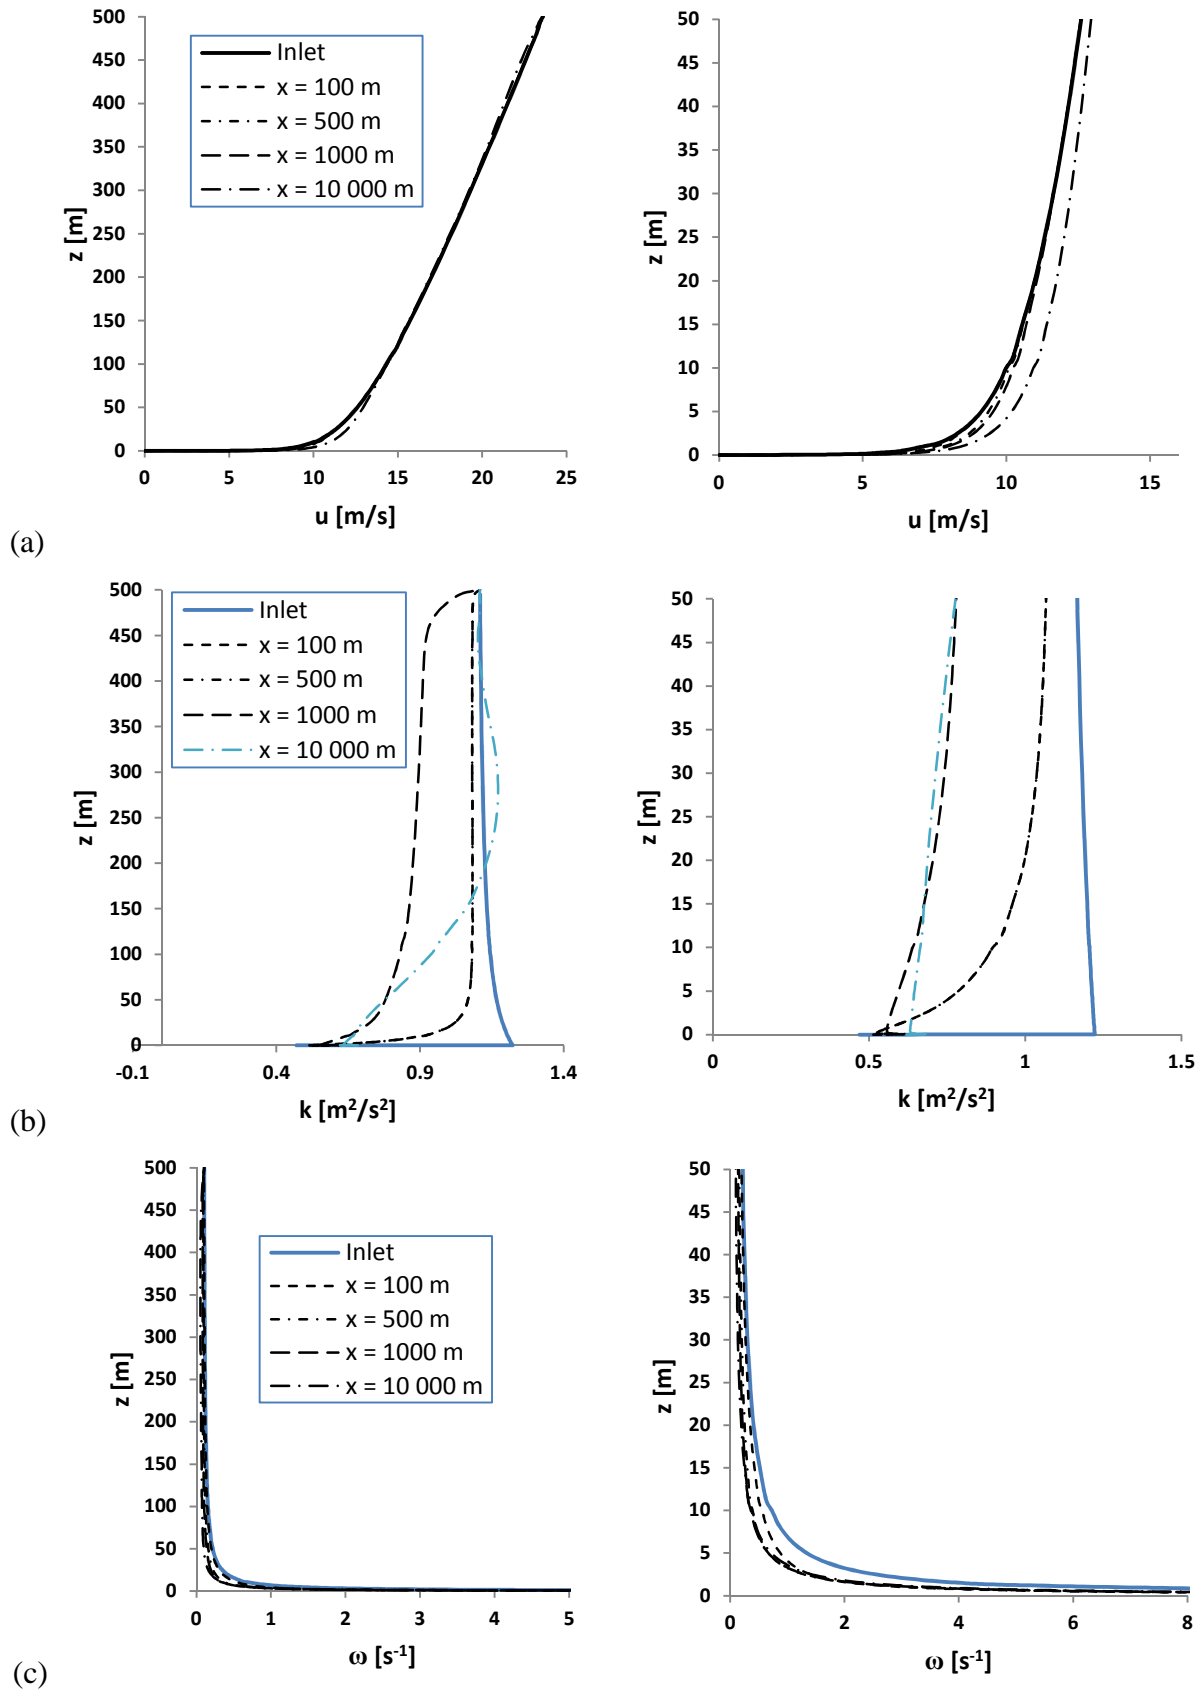 500
450
400
350
300
250
200
150
100
50
0
z [m]
Inlet
x = 100 m
x = 500 m
x = 1000 m
x = 10 000 m
0 5 10 15 20 25
u [m/s]
50
45
40
35
30
25
20
15
10
5
0
z [m]
0 5 10 15
u [m/s]
(a)
500
450
400
350
300
250
200
150
100
50
0
z [m]
Inlet
x = 100 m
x = 500 m
x = 1000 m
x = 10 000 m
-0.1 0.4 0.9 1.4
k [m²/s²]
50
45
40
35
30
25
20
15
10
5
0
z [m]
0 0.5 1 1.5
k [m²/s²]
(b)
500
450
400
350
300
250
200
150
100
50
0
z [m]
Inlet
x = 100 m
x = 500 m
x = 1000 m
x = 10 000 m
0 1 2 3 4 5
ω [s⁻¹]
50
45
40
35
30
25
20
15
10
5
0
z [m]
0 2 4 6 8
ω [s⁻¹]
(c)